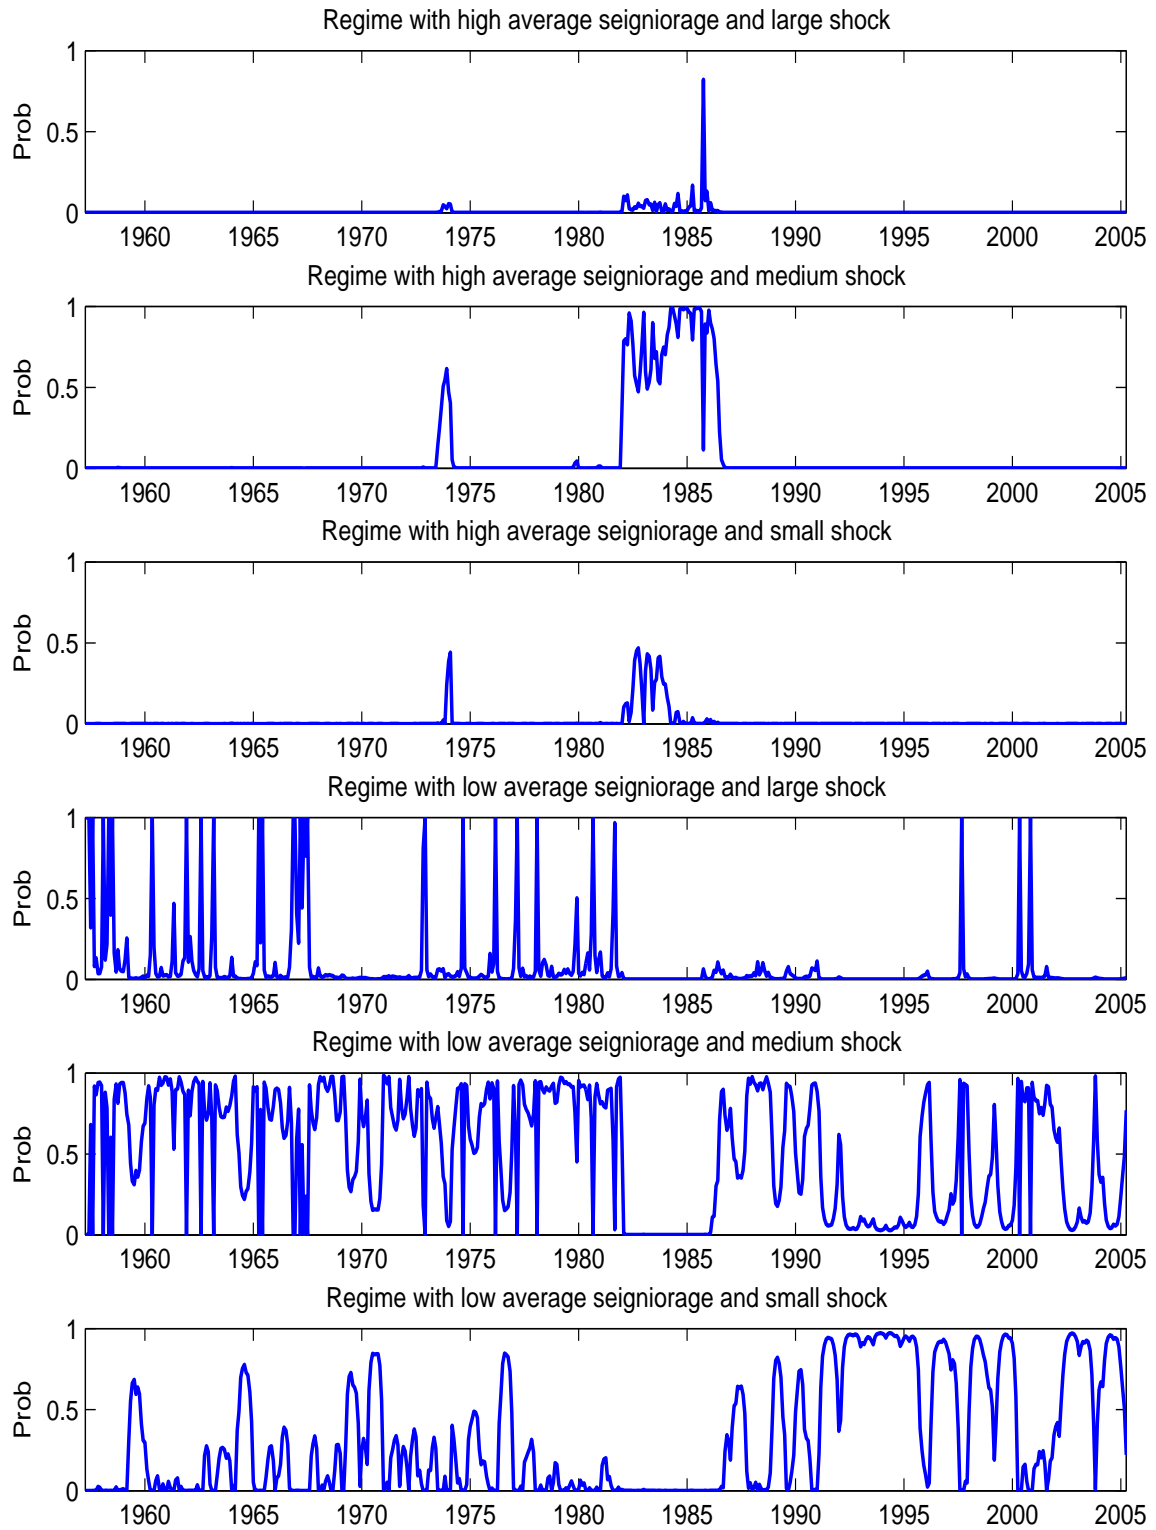 Regime with high average seigniorage and large shock
1
0.5
0
Prob
1960 1965 1970 1975 1980 1985 1990 1995 2000 2005
Regime with high average seigniorage and medium shock
1
0.5
0
Prob
1960 1965 1970 1975 1980 1985 1990 1995 2000 2005
Regime with high average seigniorage and small shock
1
0.5
0
Prob
1960 1965 1970 1975 1980 1985 1990 1995 2000 2005
Regime with low average seigniorage and large shock
1
0.5
0
Prob
1960 1965 1970 1975 1980 1985 1990 1995 2000 2005
Regime with low average seigniorage and medium shock
1
0.5
0
Prob
1960 1965 1970 1975 1980 1985 1990 1995 2000 2005
Regime with low average seigniorage and small shock
1
0.5
0
Prob
1960 1965 1970 1975 1980 1985 1990 1995 2000 2005